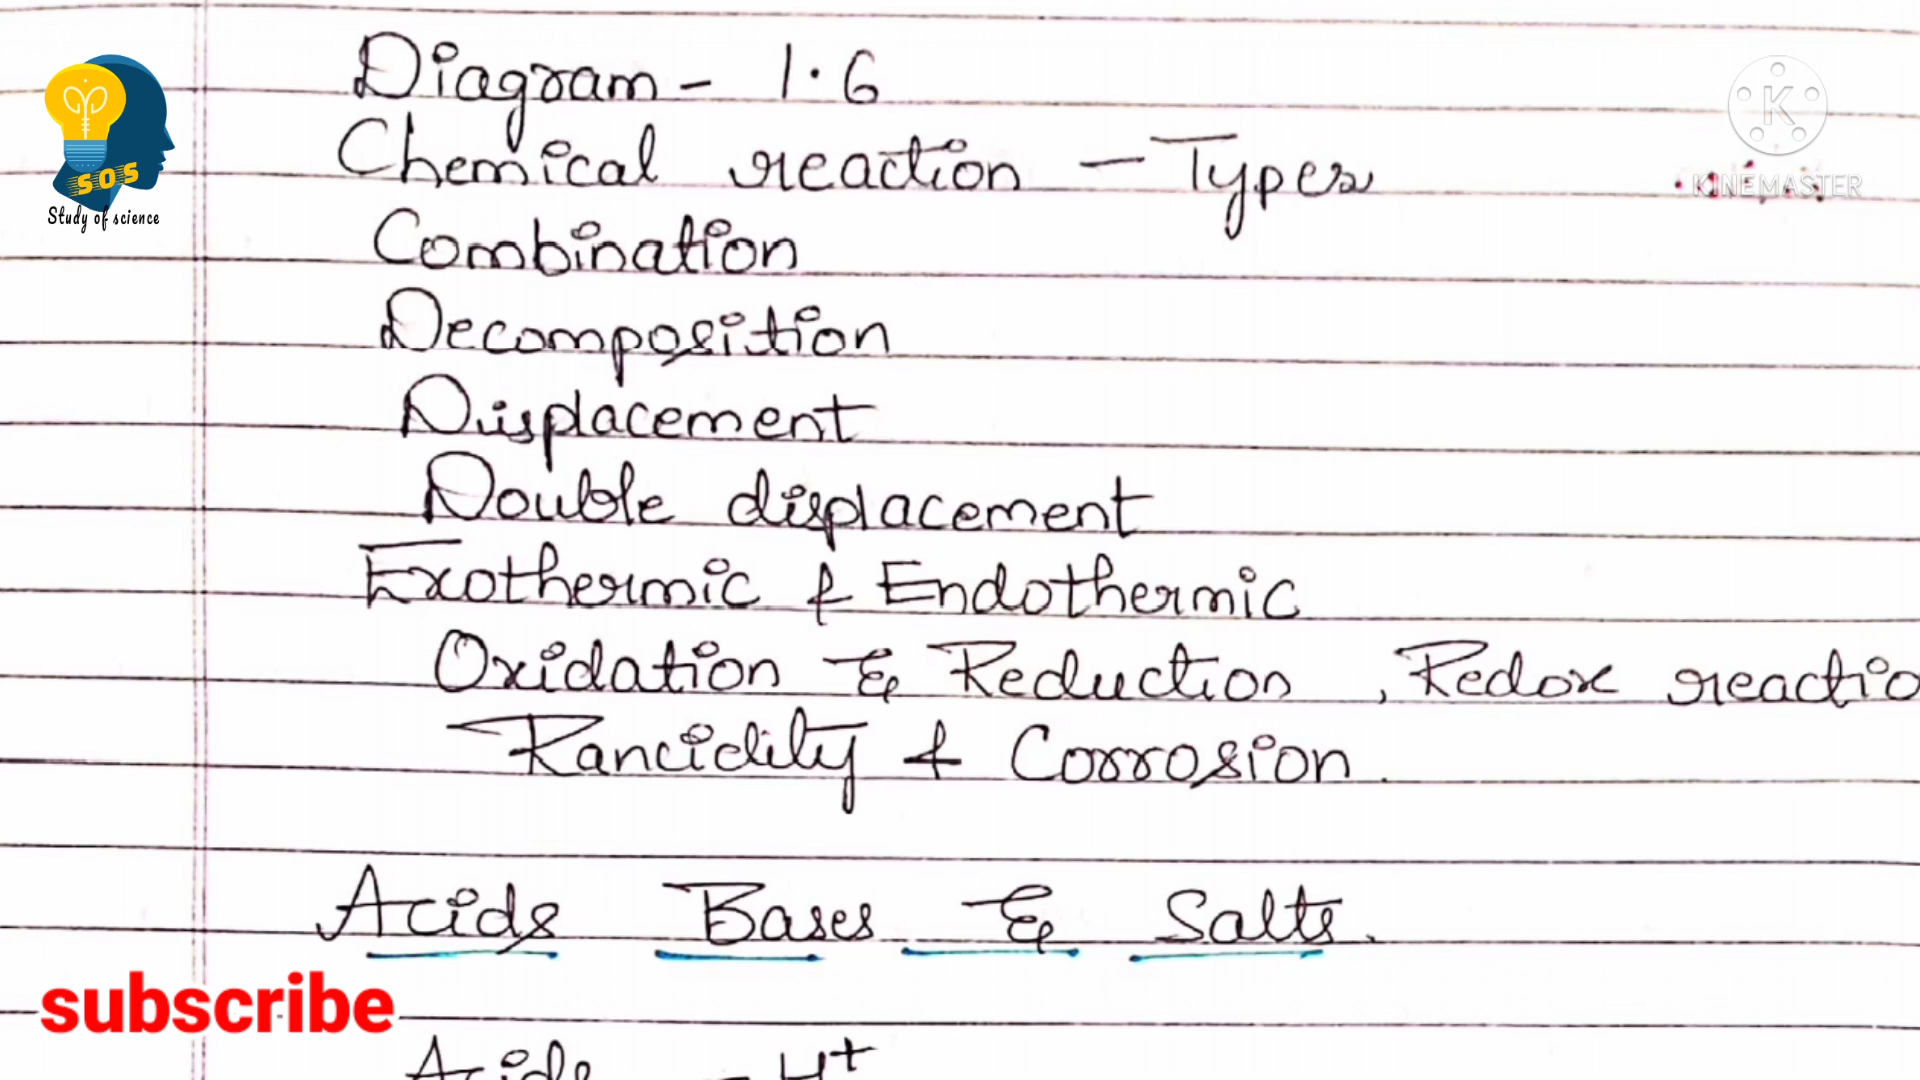 Diagram - 1.6
Chemical reaction - Types
KINEMASTER
SOS
Study of science
Combination
Decomposition
Displacement
Double displacement
Exothermic & Endothermic
Oxidation & Reduction, Redox reactio
Rancidity & Corrosion.
Acids Bases & Salts.
subscribe
Acids - H+